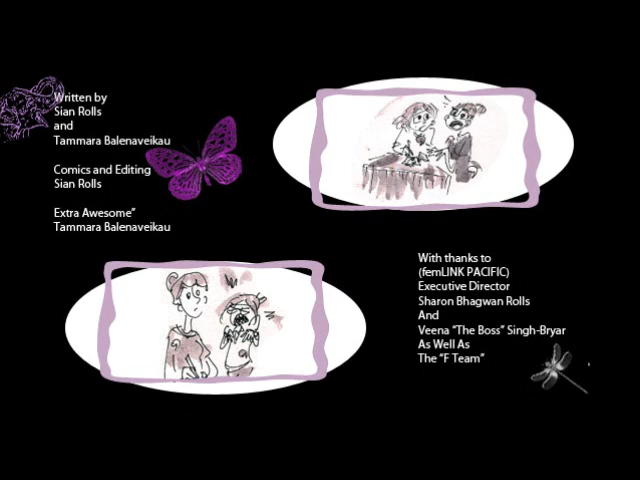 Written by
Sian Rolls
and
Tammara Balenaveikau
Comics and Editing
Sian Rolls
Extra Awesome”
Tammara Balenaveikau
With thanks to
(femLINK PACIFIC)
Executive Director
Sharon Bhagwan Rolls
And
Veena “The Boss” Singh-Bryar
As Well As
The “F Team”